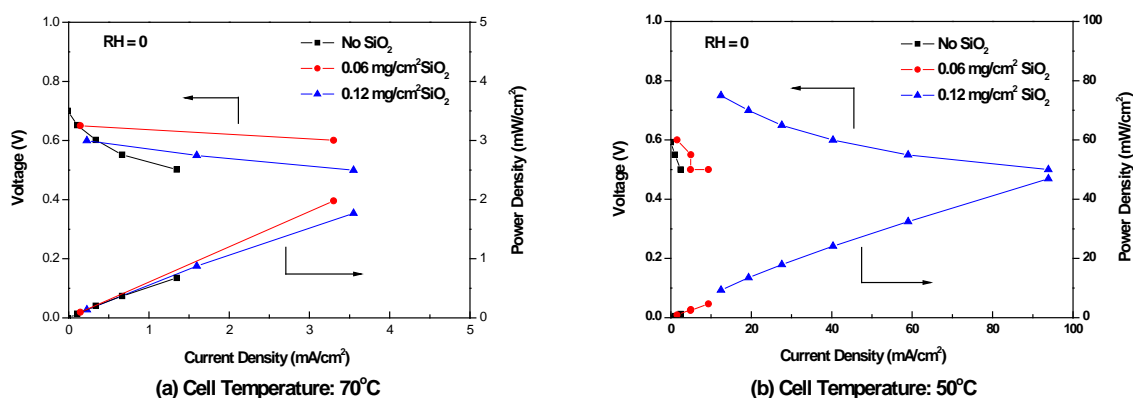 RH = 0
No SiO₂
0.06 mg/cm²SiO₂
0.12 mg/cm²SiO₂
1.0
0.8
0.6
0.4
0.2
0.0
Voltage (V)
5
4
3
2
1
0
Power Density (mW/cm²)
0 1 2 3 4 5
Current Density (mA/cm²)
(a) Cell Temperature: 70°C
RH = 0
No SiO₂
0.06 mg/cm² SiO₂
0.12 mg/cm² SiO₂
1.0
0.8
0.6
0.4
0.2
0.0
Voltage (V)
100
80
60
40
20
0
Power Density (mW/cm²)
0 20 40 60 80 100
Current Density (mA/cm²)
(b) Cell Temperature: 50°C